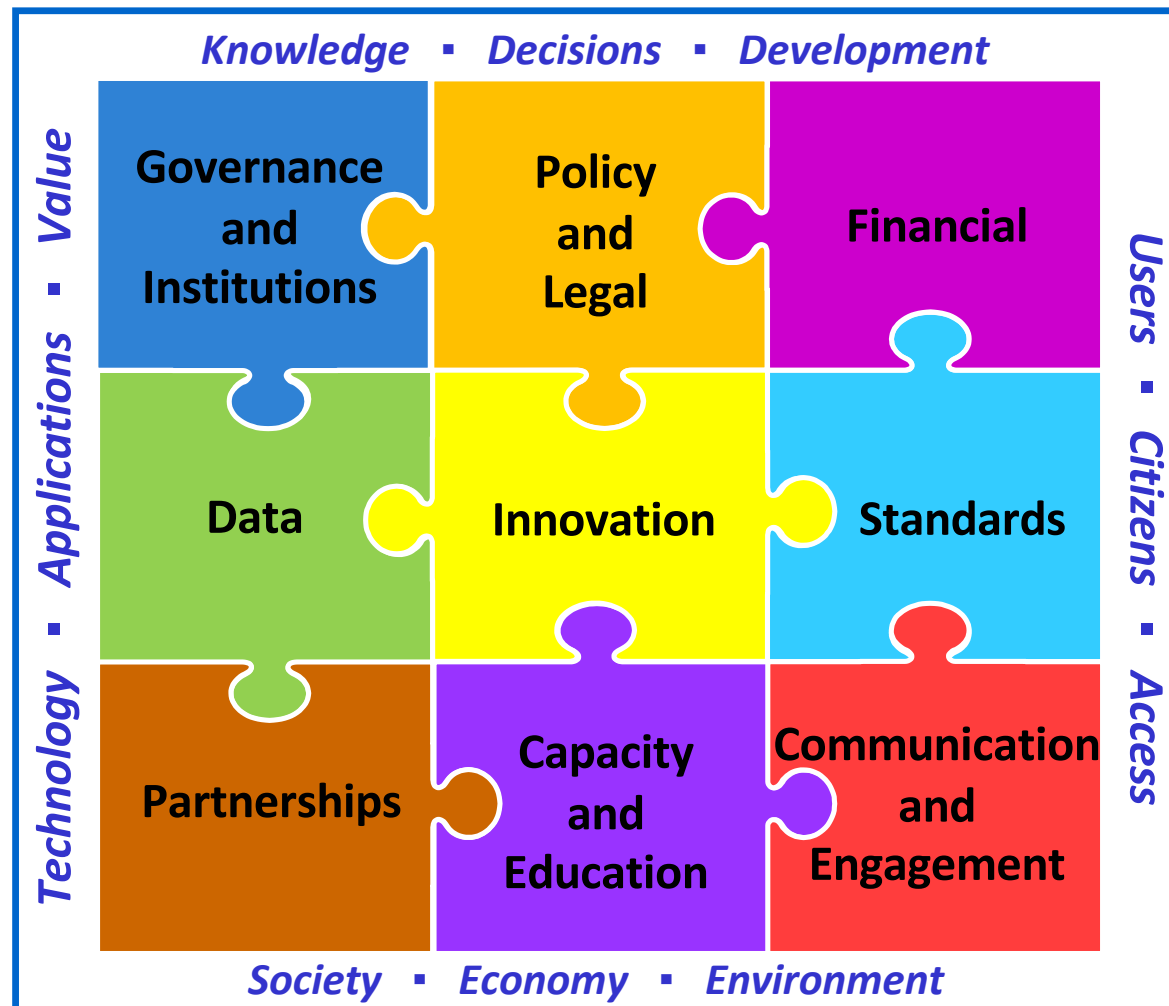 Knowledge ▪ Decisions ▪ Development
Technology ▪ Applications ▪ Value
Governance
and
Institutions
Policy
and
Legal
Financial
Users ▪ Citizens ▪ Access
Data
Innovation
Standards
Partnerships
Capacity
and
Education
Communication
and
Engagement
Society ▪ Economy ▪ Environment